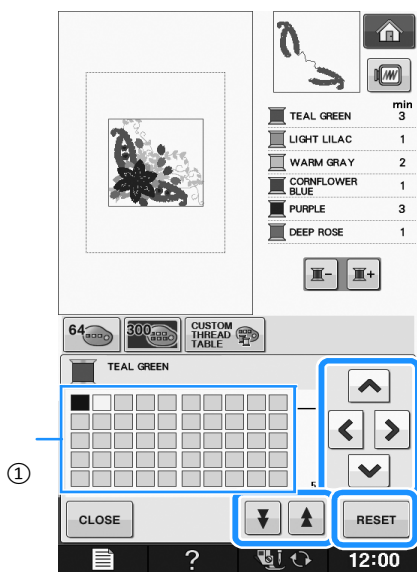 min
TEAL GREEN 3
LIGHT LILAC 1
WARM GRAY 2
CORNFLOWER
BLUE 1
PURPLE 3
DEEP ROSE 1
- +
64 300 CUSTOM
THREAD
TABLE
TEAL GREEN
①
5
CLOSE RESET
? 12:00